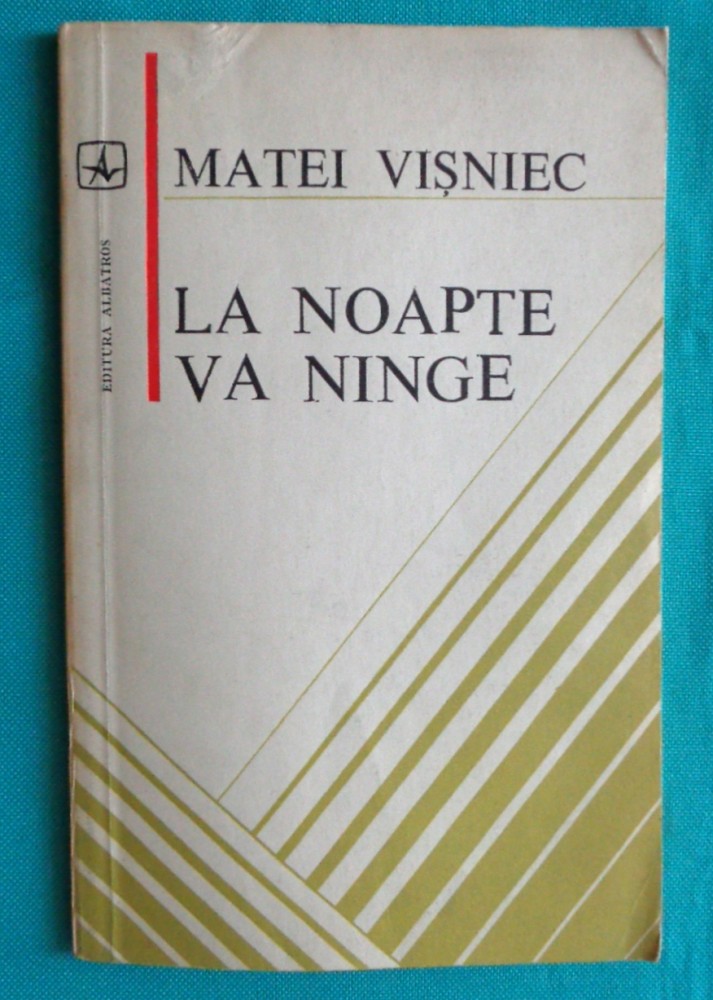 MATEI VIȘNIEC
LA NOAPTE
VA NINGE
EDITURA ALBATROS